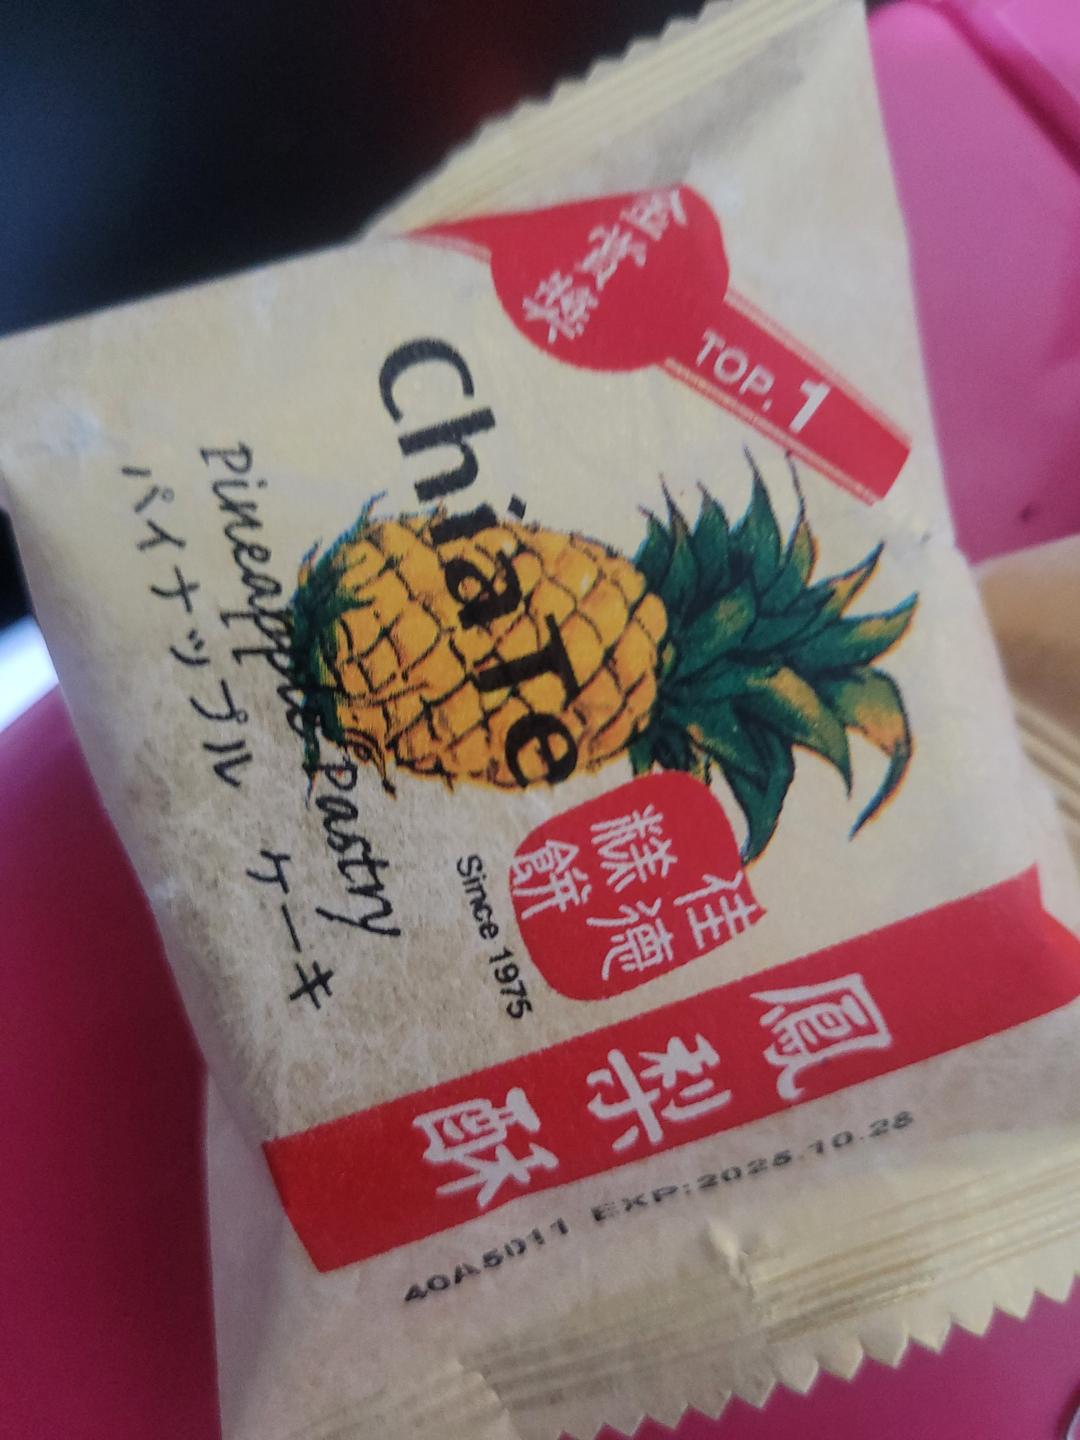 TOP. 1
ChiaTe
Pineapple pastry
パイナップル ケーキ
佳德
糕餅
Since 1975
鳳梨酥
40A5011 EXP:2025.10.28